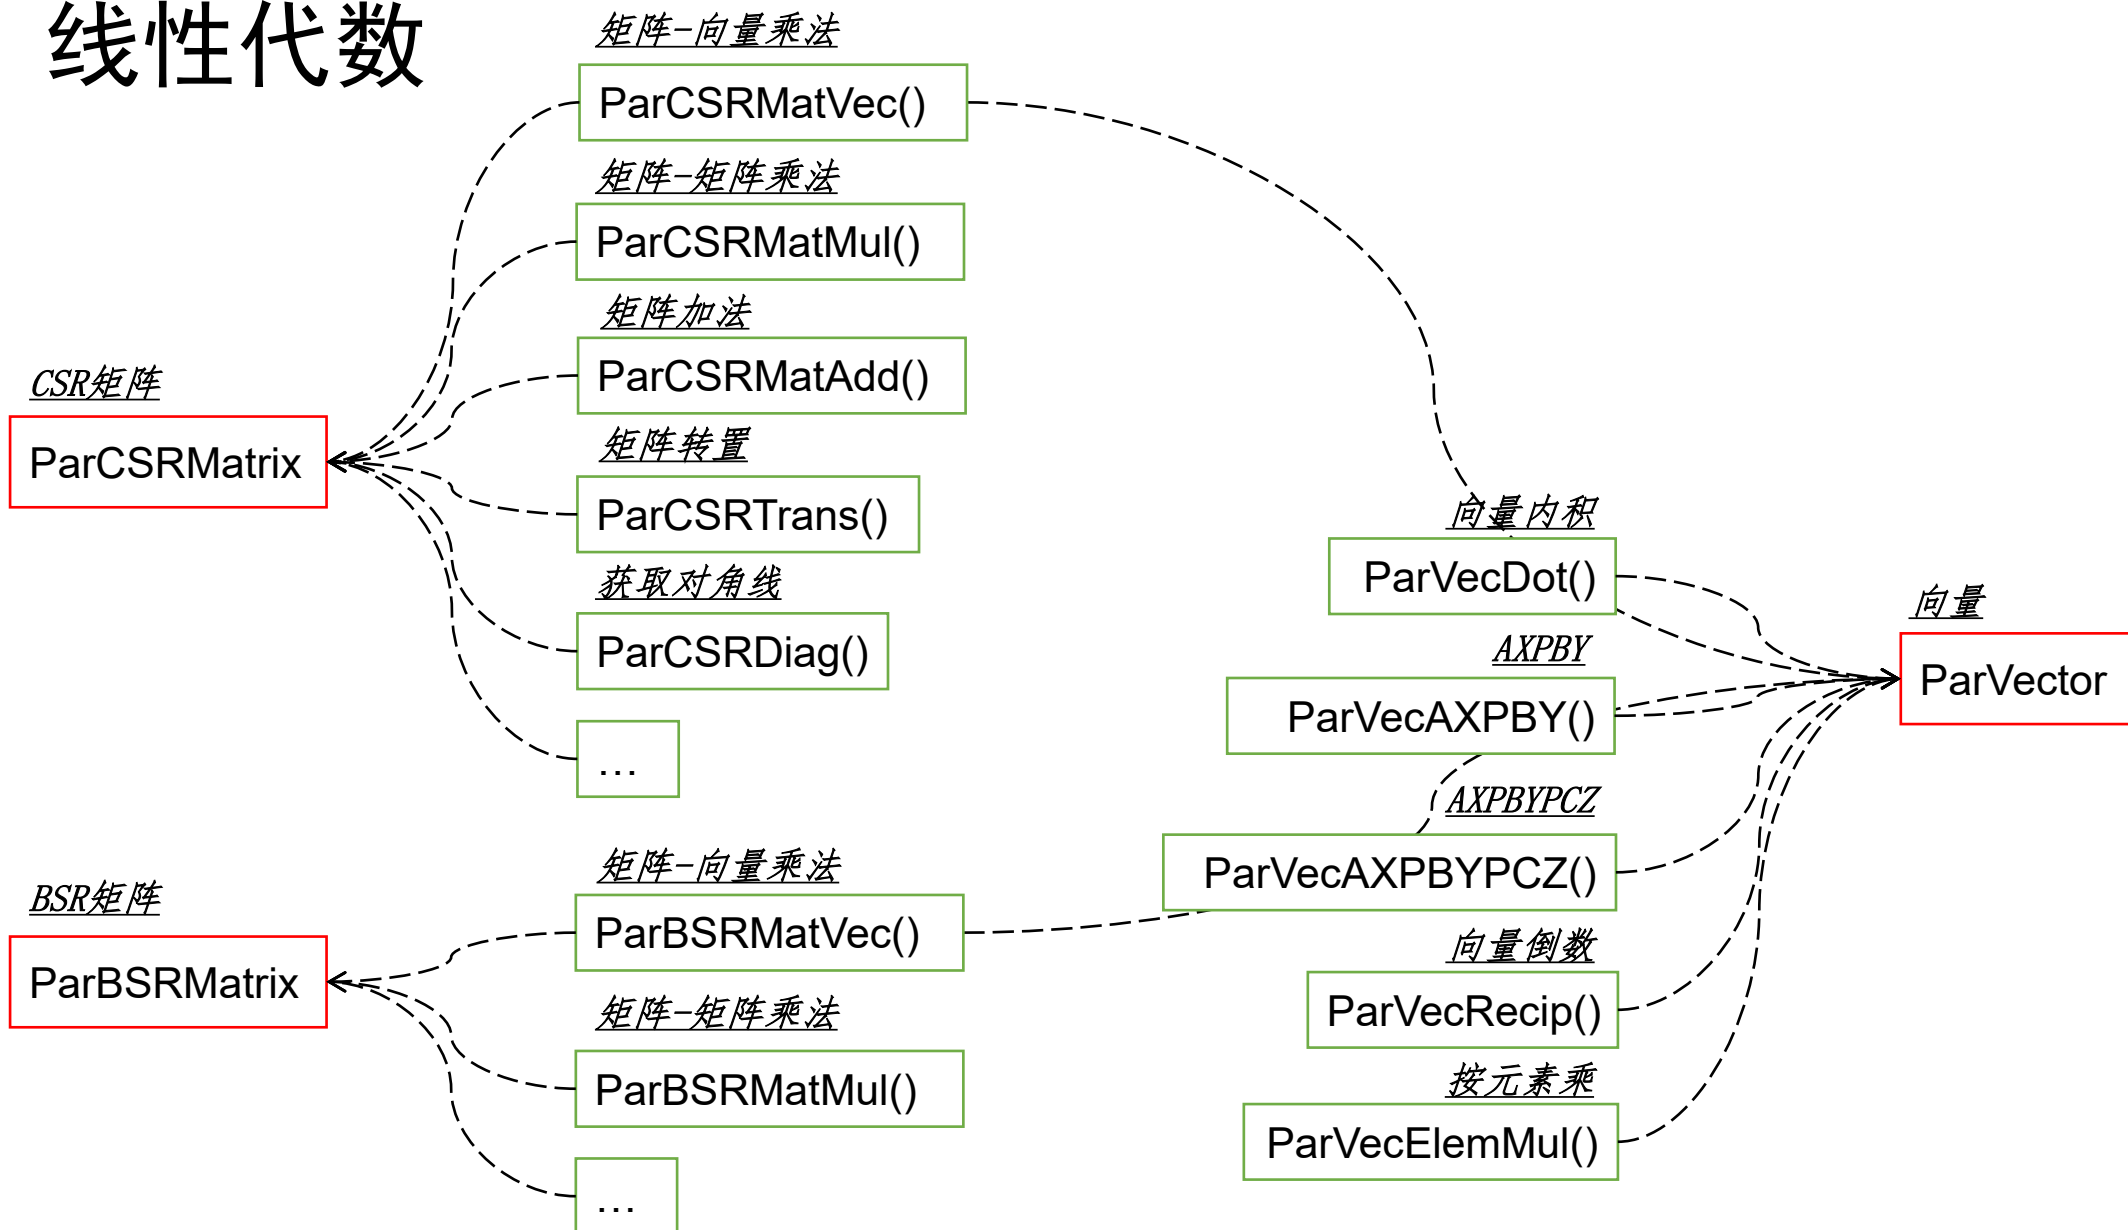 线性代数
矩阵-向量乘法
ParCSRMatVec()
矩阵-矩阵乘法
ParCSRMatMul()
矩阵加法
ParCSRMatAdd()
CSR矩阵
ParCSRMatrix
矩阵转置
ParCSRTrans()
获取对角线
ParCSRDiag()
...
向量内积
ParVecDot()
AXPBY
ParVecAXPBY()
向量
ParVector
AXPBYPCZ
ParVecAXPBYPCZ()
BSR矩阵
ParBSRMatrix
矩阵-向量乘法
ParBSRMatVec()
矩阵-矩阵乘法
ParBSRMatMul()
...
向量倒数
ParVecRecip()
按元素乘
ParVecElemMul()